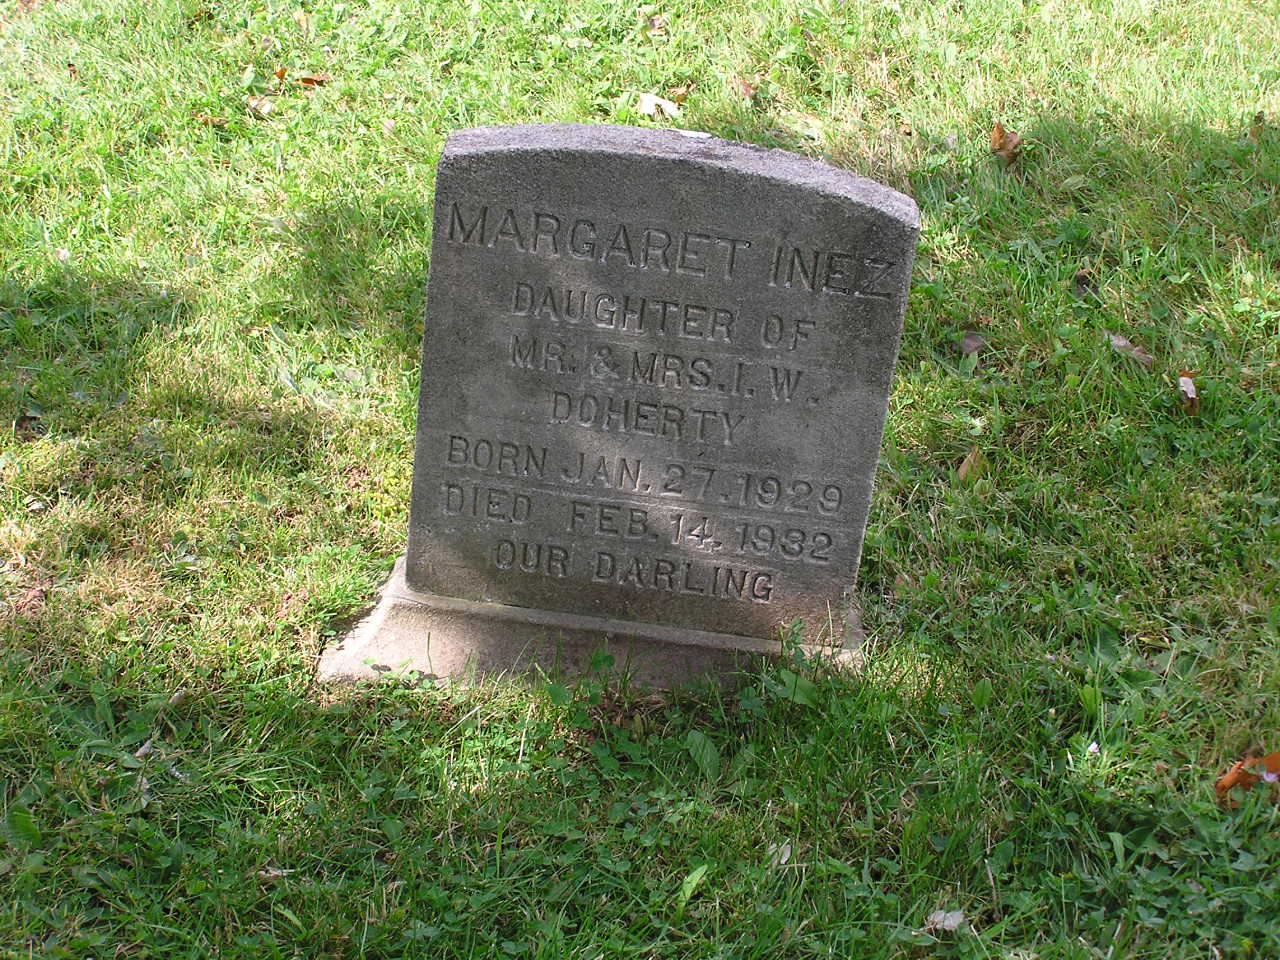 MARGARET INEZ
DAUGHTER OF
MR. & MRS. I. W.
DOHERTY
BORN JAN. 27. 1929
DIED FEB. 14, 1932
OUR DARLING